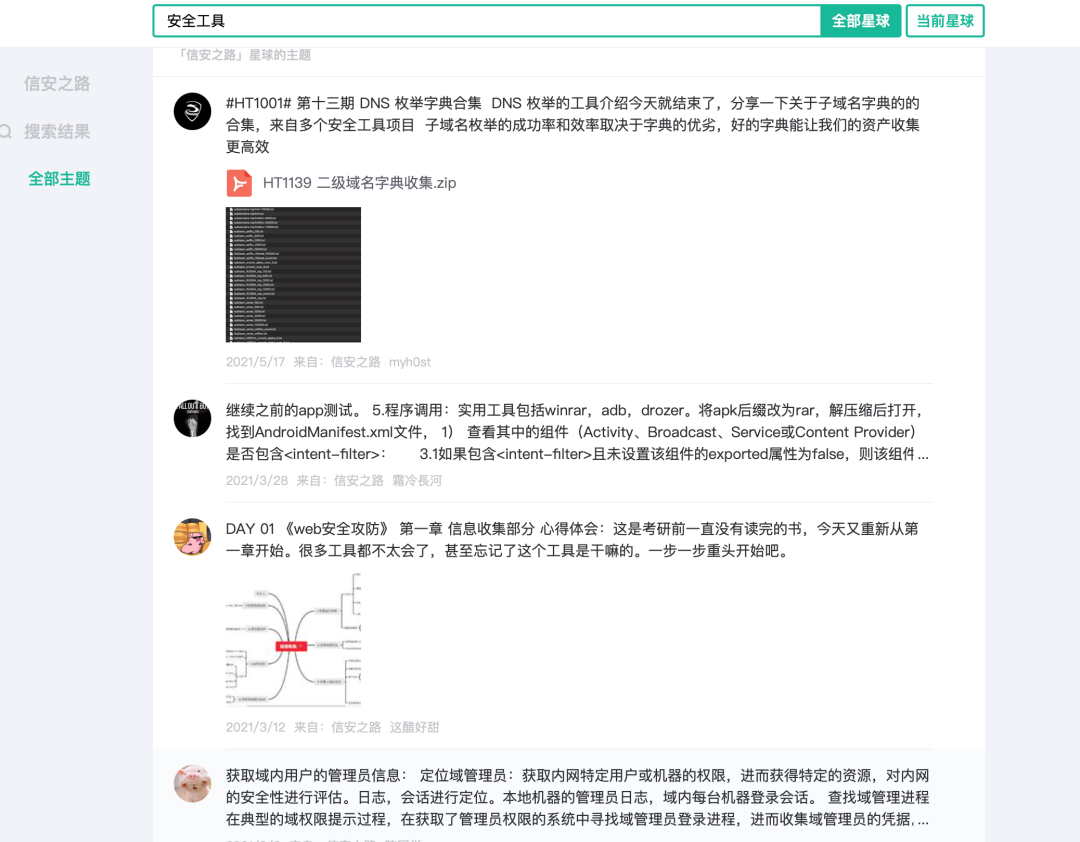 安全工具
全部星球
当前星球
「信安之路」星球的主题
信安之路
搜索结果
全部主题
#HT1001# 第十三期 DNS 枚举字典合集 DNS 枚举的工具介绍今天就结束了，分享一下关于子域名字典的的
合集，来自多个安全工具项目 子域名枚举的成功率和效率取决于字典的优劣，好的字典能让我们的资产收集
更高效
HT1139 二级域名字典收集.zip
2021/5/17 来自：信安之路 myh0st
继续之前的app测试。 5.程序调用：实用工具包括winrar，adb，drozer。将apk后缀改为rar，解压缩后打开，
找到AndroidManifest.xml文件， 1） 查看其中的组件（Activity、Broadcast、Service或Content Provider）
是否包含<intent-filter>： 3.1如果包含<intent-filter>且未设置该组件的exported属性为false，则该组件...
2021/3/28 来自：信安之路 霜冷長河
DAY 01 《web安全攻防》 第一章 信息收集部分 心得体会：这是考研前一直没有读完的书，今天又重新从第
一章开始。很多工具都不太会了，甚至忘记了这个工具是干嘛的。一步一步重头开始吧。
2021/3/12 来自：信安之路 这醋好甜
获取域内用户的管理员信息： 定位域管理员：获取内网特定用户或机器的权限，进而获得特定的资源，对内网
的安全性进行评估。日志，会话进行定位。本地机器的管理员日志，域内每台机器登录会话。 查找域管理进程
在典型的域权限提示过程，在获取了管理员权限的系统中寻找域管理员登录进程，进而收集域管理员的凭据，...